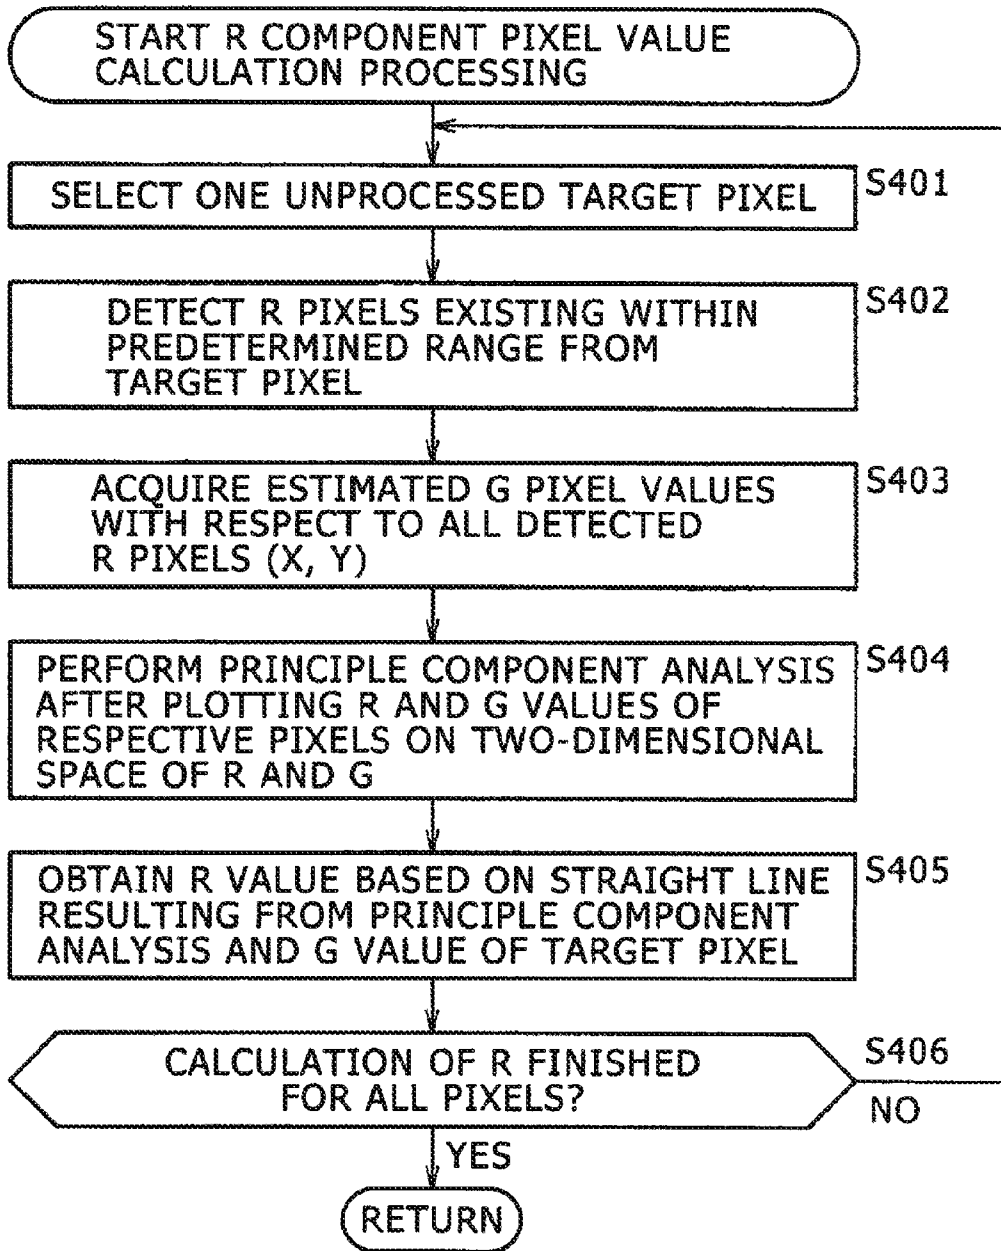 START R COMPONENT PIXEL VALUE
CALCULATION PROCESSING
SELECT ONE UNPROCESSED TARGET PIXEL
S401
DETECT R PIXELS EXISTING WITHIN
PREDETERMINED RANGE FROM
TARGET PIXEL
S402
ACQUIRE ESTIMATED G PIXEL VALUES
WITH RESPECT TO ALL DETECTED
R PIXELS (X, Y)
S403
PERFORM PRINCIPLE COMPONENT ANALYSIS
AFTER PLOTTING R AND G VALUES OF
RESPECTIVE PIXELS ON TWO-DIMENSIONAL
SPACE OF R AND G
S404
OBTAIN R VALUE BASED ON STRAIGHT LINE
RESULTING FROM PRINCIPLE COMPONENT
ANALYSIS AND G VALUE OF TARGET PIXEL
S405
CALCULATION OF R FINISHED
FOR ALL PIXELS?
S406
NO
YES
RETURN